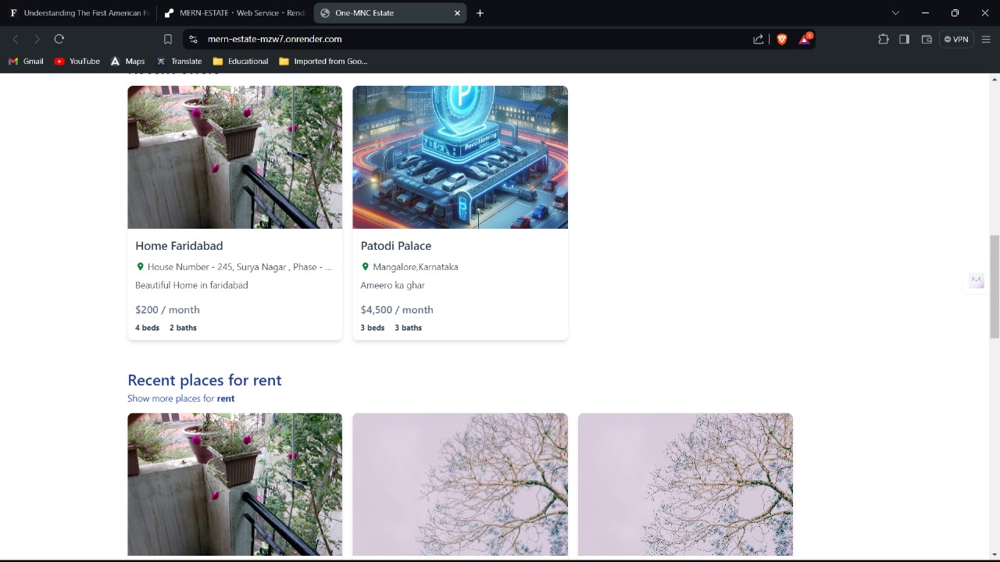 Understanding The First American Fi
MERN-ESTATE · Web Service · Rend
One-MNC Estate
mern-estate-mzw7.onrender.com
1
VPN
Gmail
YouTube
Maps
Translate
Educational
Imported from Goo...
Recent offers
P
Home Faridabad
House Number - 245, Surya Nagar , Phase - ...
Beautiful Home in faridabad
$200 / month
4 beds 2 baths
Patodi Palace
Mangalore,Karnataka
Ameero ka ghar
$4,500 / month
3 beds 3 baths
Recent places for rent
Show more places for rent